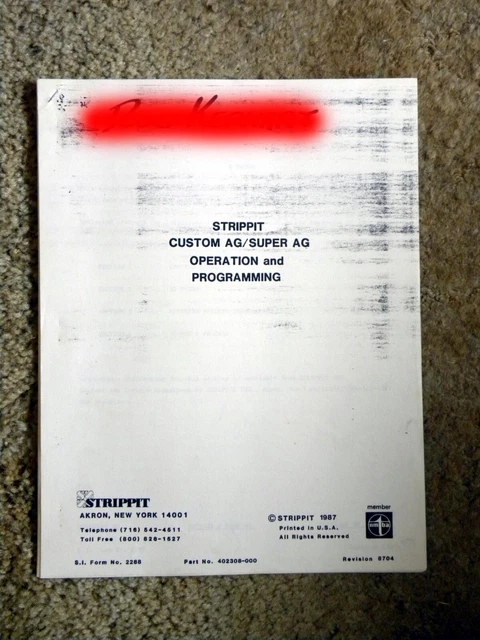 STRIPPIT
CUSTOM AG/SUPER AG
OPERATION and
PROGRAMMING
STRIPPIT
AKRON, NEW YORK 14001
Telephone (716) 542-4511
Toll Free (800) 828-1527
© STRIPPIT 1987
Printed in U.S.A.
All Rights Reserved
member
S.I. Form No. 2288
Part No. 402308-000
Revision 8704